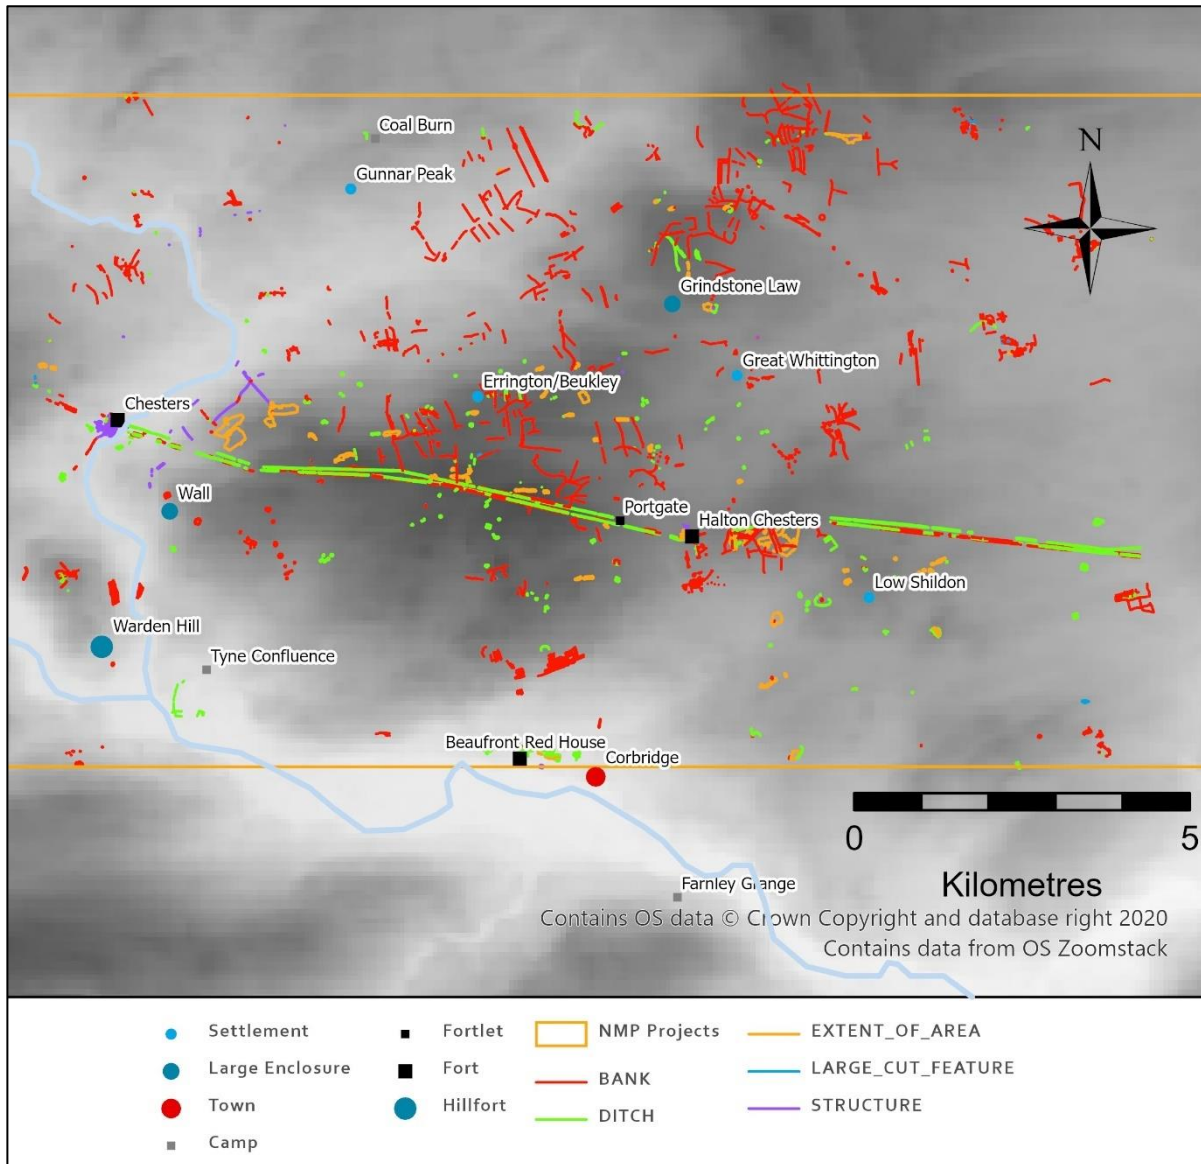 Coal Burn
N
Gunnar Peak
Grindstone Law
Great Whittington
Errington/Beukley
Chesters
Wall
Portgate
Halton Chesters
Low Shildon
Warden Hill
Tyne Confluence
Beaufront Red House
Corbridge
0 5
Kilometres
Farnley Grange
Contains OS data © Crown Copyright and database right 2020
Contains data from OS Zoomstack
Settlement
Large Enclosure
Town
Camp
Fortlet
Fort
Hillfort
NMP Projects
BANK
DITCH
EXTENT_OF_AREA
LARGE_CUT_FEATURE
STRUCTURE